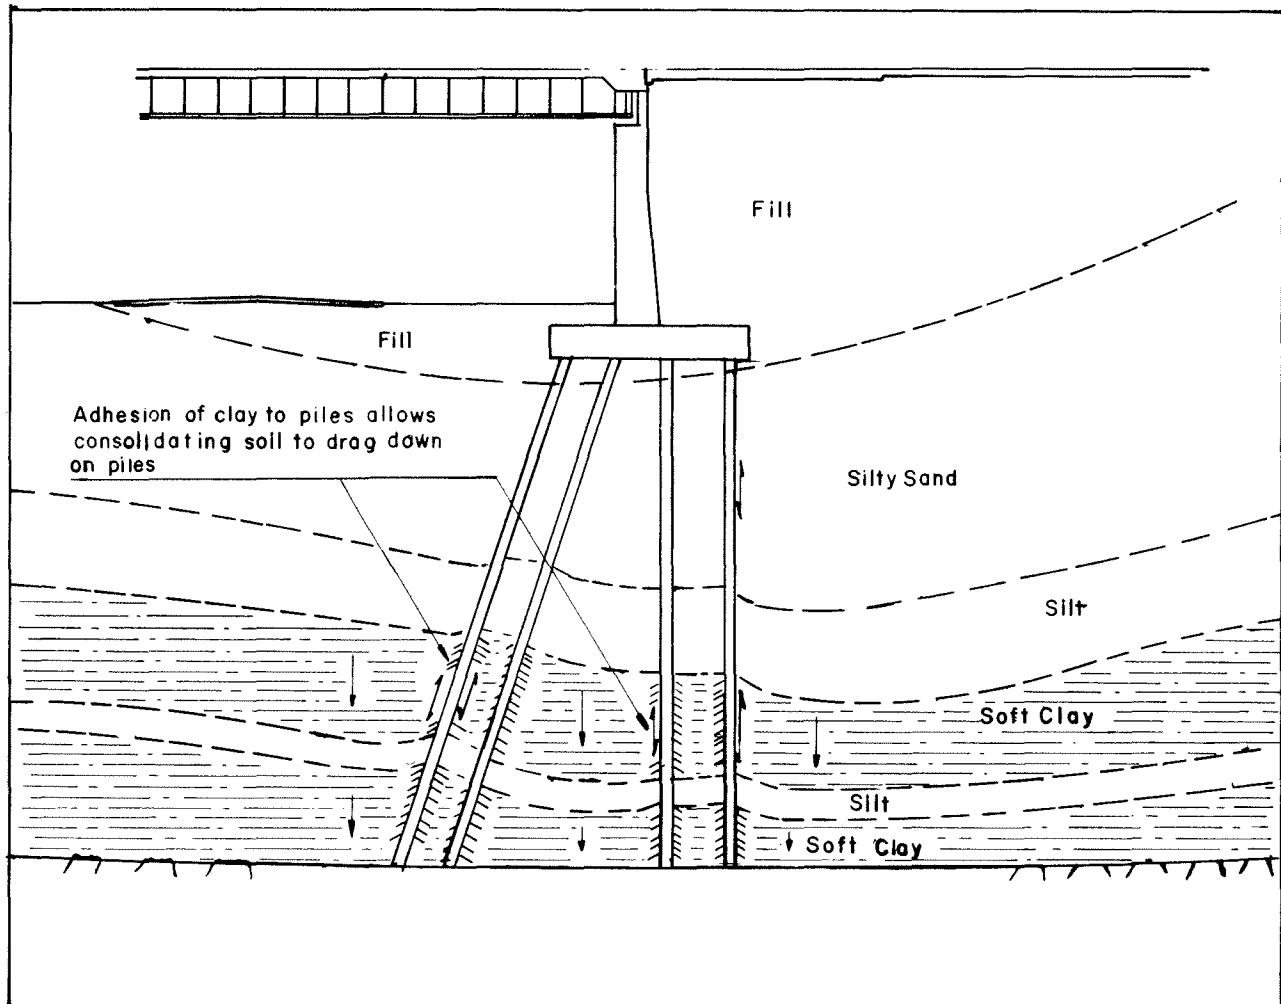 Fill
Fill
Adhesion of clay to piles allows
consolidating soil to drag down
on piles
Silty Sand
Silt
Soft Clay
Silt
Soft Clay